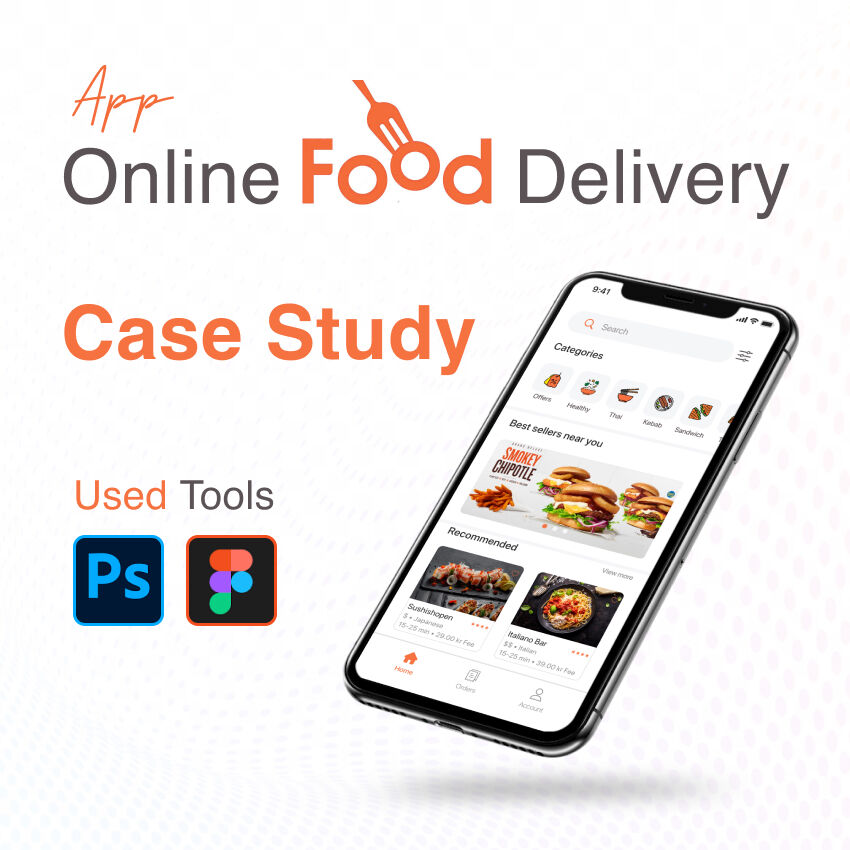 App
Online Food Delivery
Case Study
Used Tools
Ps
9:41
Search
Categories
Offers Healthy Thai Kebab Sandwich T
Best sellers near you
SMOKEY
CHIPOTLE
Recommended
View more
Sushishopen
$ • Japanese
15-25 min • 29.00 kr Fee
Italiano Bar
$$ • Italian
15-25 min • 39.00 kr Fee
Home Orders Account